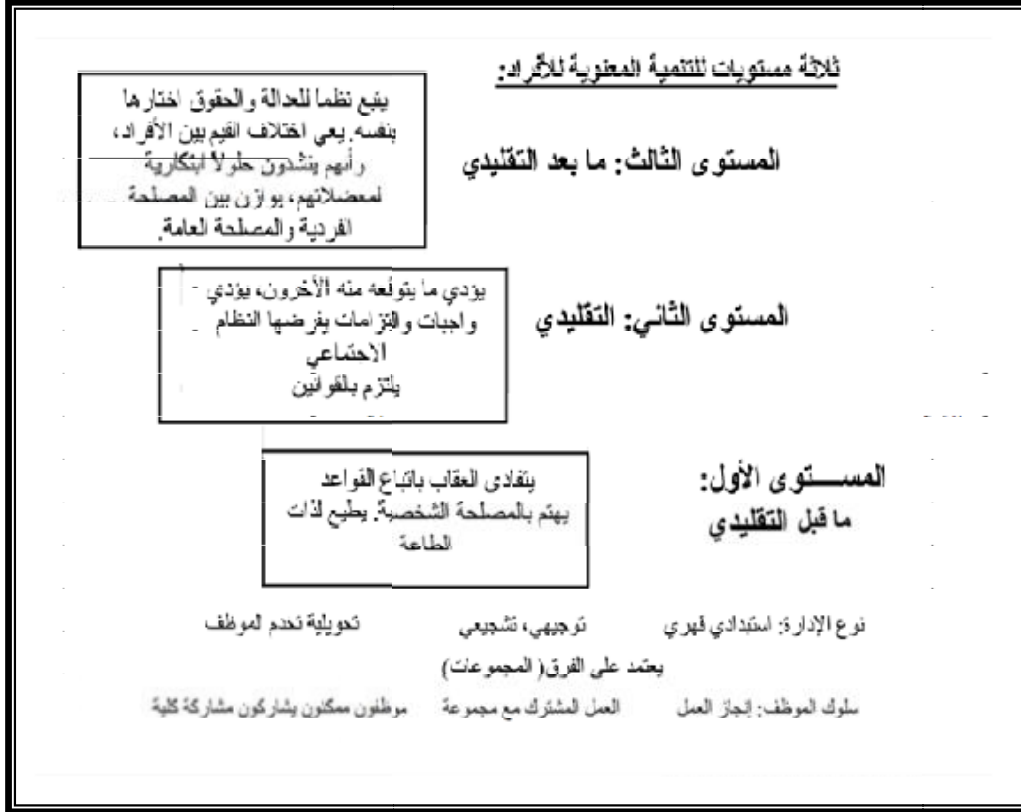 ثلاثة مستويات للتنمية المعنوية للأفراد:
المستوى الثالث: ما بعد التقليدي
يتبع نظما للعدالة والحقوق اختارها
بنفسه. يعي اختلاف القيم بين الأفراد،
وأنهم ينشدون حلولا ابتكارية
لمعضلاتهم، يوازن بين المصلحة
الفردية والمصلحة العامة.
المستوى الثاني: التقليدي
يؤدي ما يتوقعه منه الأخرون، يؤدي
واجبات والتزامات يفرضها النظام
الاجتماعي
يلتزم بالقوانين
المســـتوى الأول:
ما قبل التقليدي
يتفادى العقاب باتباع القواعد
يهتم بالمصلحة الشخصية. يطيع لذات
الطاعة
نوع الإدارة: استبدادي قهري توجيهي، تشجيعي تحويلية تخدم الموظف
يعتمد على الفرق( المجموعات)
سلوك الموظف: إنجاز العمل العمل المشترك مع مجموعة موظفون ممكنون يشاركون مشاركة كلية